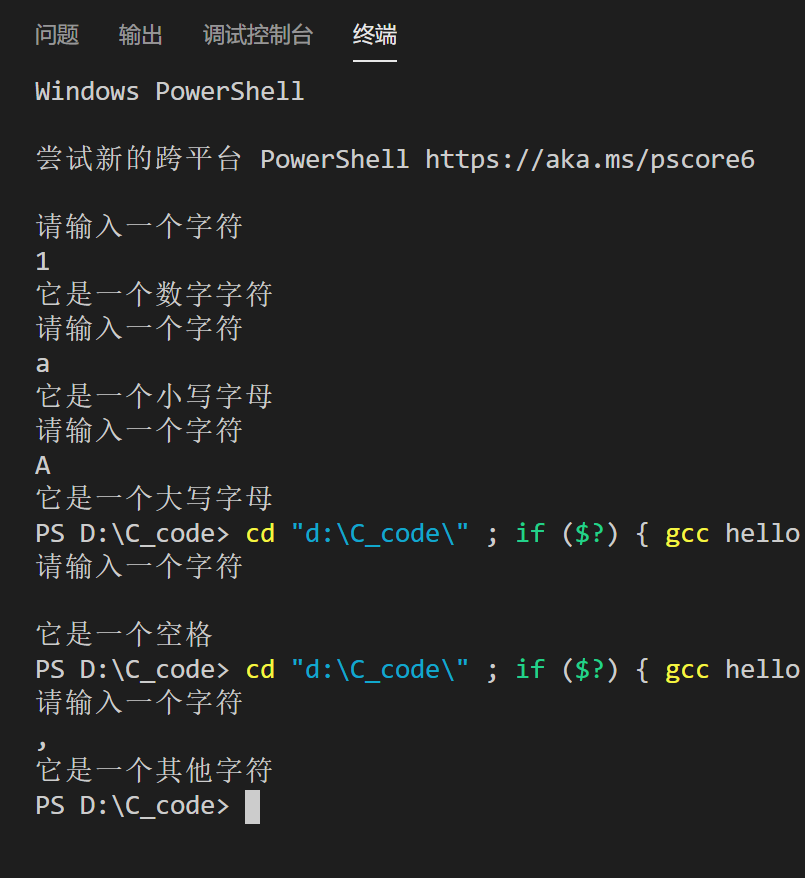 问题 输出 调试控制台 终端
Windows PowerShell
尝试新的跨平台 PowerShell https://aka.ms/pscore6
请输入一个字符
1
它是一个数字字符
请输入一个字符
a
它是一个小写字母
请输入一个字符
A
它是一个大写字母
PS D:\C_code> cd "d:\C_code\" ; if ($?) { gcc hello
请输入一个字符
它是一个空格
PS D:\C_code> cd "d:\C_code\" ; if ($?) { gcc hello
请输入一个字符
,
它是一个其他字符
PS D:\C_code>